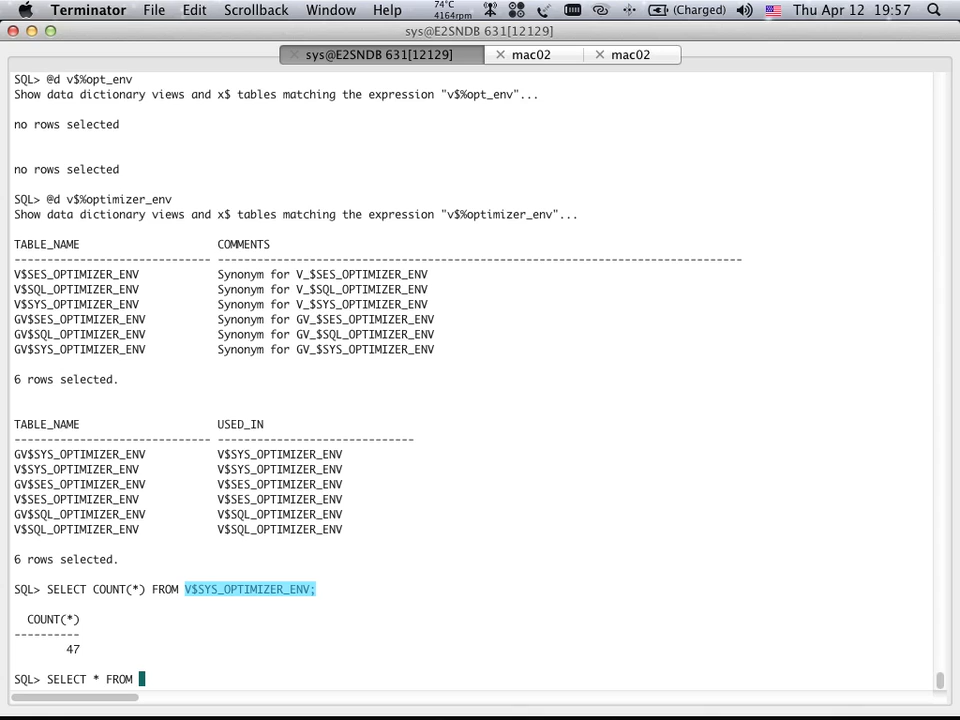 Terminator File Edit Scrollback Window Help 74°C 4164rpm (Charged) Thu Apr 12 19:57
sys@E2SNDB 631[12129]
sys@E2SNDB 631[12129] mac02 mac02
SQL> @d v$%opt_env
Show data dictionary views and x$ tables matching the expression "v$%opt_env"...
no rows selected
no rows selected
SQL> @d v$%optimizer_env
Show data dictionary views and x$ tables matching the expression "v$%optimizer_env"...
TABLE_NAME COMMENTS
------------------------------ --------------------------------------------------------------------------------
V$SES_OPTIMIZER_ENV Synonym for V_$SES_OPTIMIZER_ENV
V$SQL_OPTIMIZER_ENV Synonym for V_$SQL_OPTIMIZER_ENV
V$SYS_OPTIMIZER_ENV Synonym for V_$SYS_OPTIMIZER_ENV
GV$SES_OPTIMIZER_ENV Synonym for GV_$SES_OPTIMIZER_ENV
GV$SQL_OPTIMIZER_ENV Synonym for GV_$SQL_OPTIMIZER_ENV
GV$SYS_OPTIMIZER_ENV Synonym for GV_$SYS_OPTIMIZER_ENV
6 rows selected.
TABLE_NAME USED_IN
------------------------------ ------------------------------
GV$SYS_OPTIMIZER_ENV V$SYS_OPTIMIZER_ENV
V$SYS_OPTIMIZER_ENV V$SYS_OPTIMIZER_ENV
GV$SES_OPTIMIZER_ENV V$SES_OPTIMIZER_ENV
V$SES_OPTIMIZER_ENV V$SES_OPTIMIZER_ENV
GV$SQL_OPTIMIZER_ENV V$SQL_OPTIMIZER_ENV
V$SQL_OPTIMIZER_ENV V$SQL_OPTIMIZER_ENV
6 rows selected.
SQL> SELECT COUNT(*) FROM V$SYS_OPTIMIZER_ENV;
COUNT(*)
----------
47
SQL> SELECT * FROM